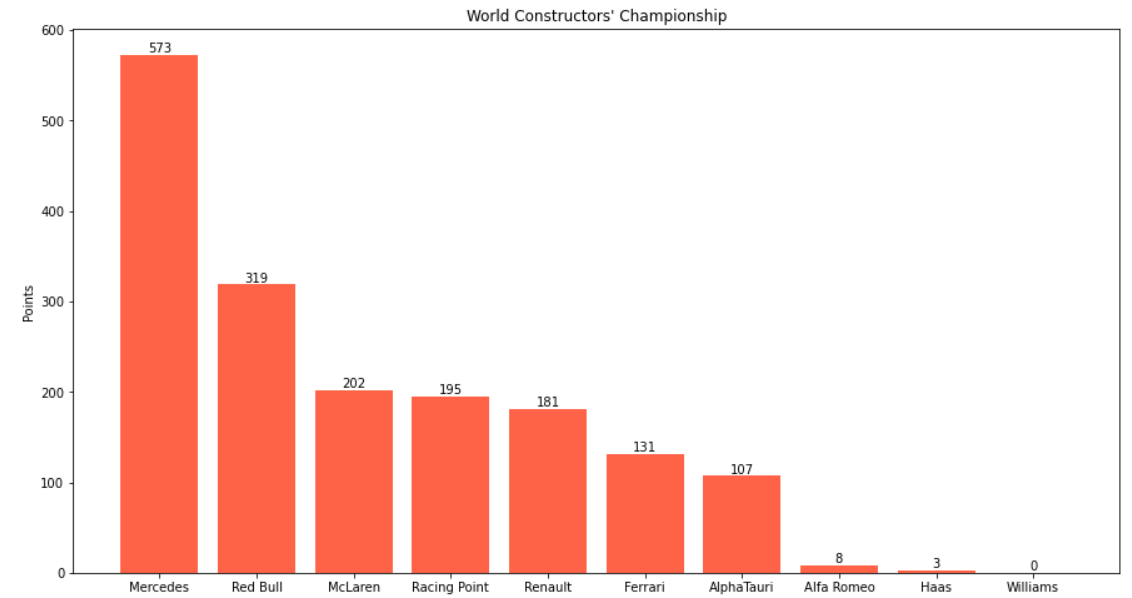 World Constructors' Championship
600
500
400
300
200
100
0
Points
573
319
202
195
181
131
107
8
3
0
Mercedes
Red Bull
McLaren
Racing Point
Renault
Ferrari
AlphaTauri
Alfa Romeo
Haas
Williams